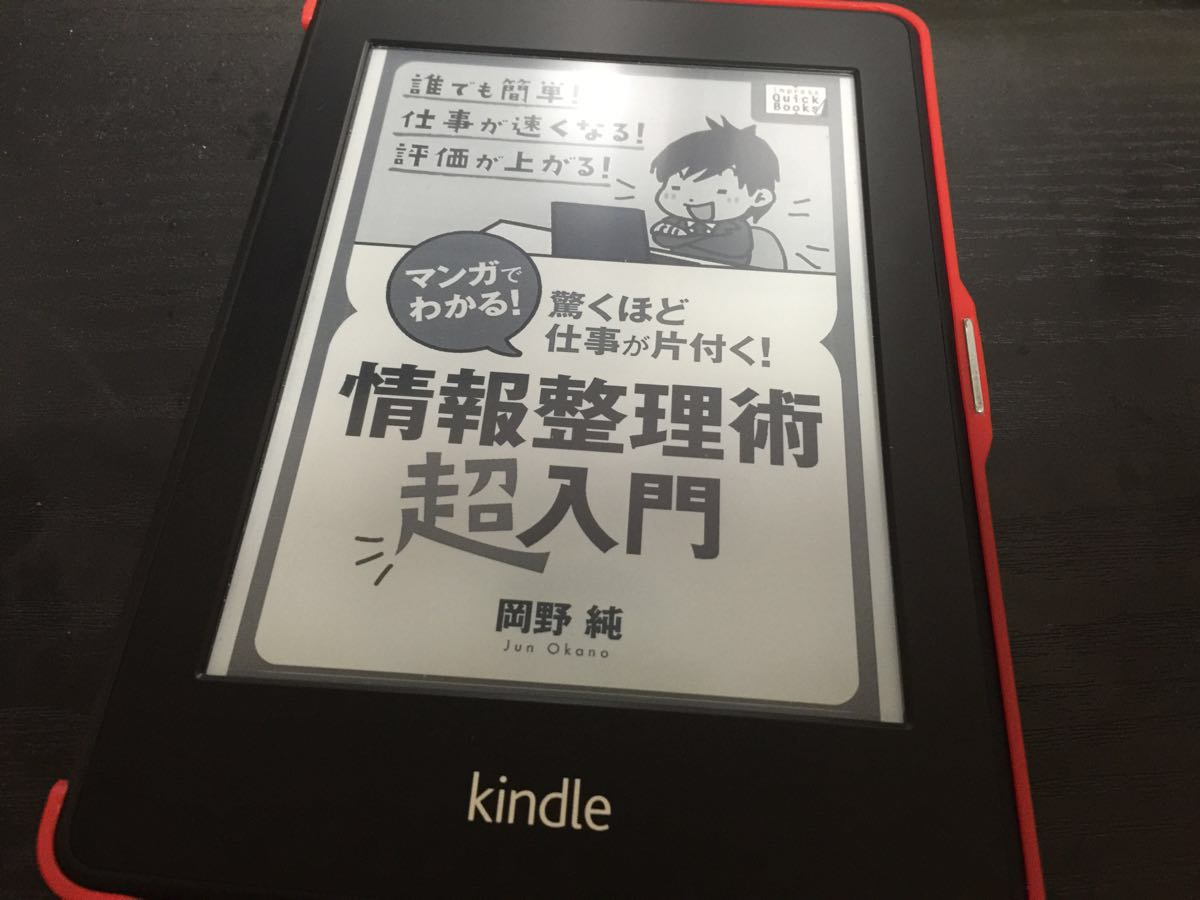 誰でも簡単!
仕事が速くなる!
評価が上がる!
impress
Quick
Books
マンガで
わかる!
驚くほど
仕事が片付く!
情報整理術
超入門
岡野 純
Jun Okano
kindle